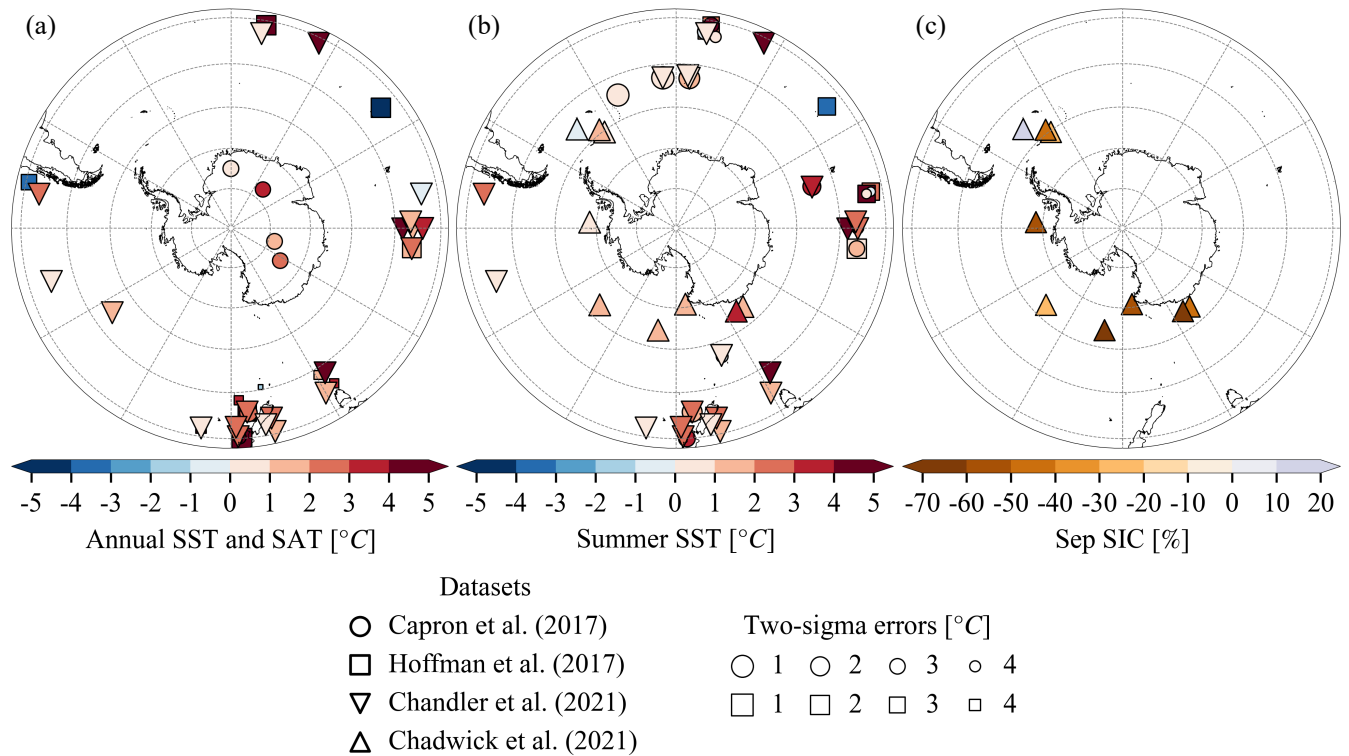 (a) (b) (c)
-5 -4 -3 -2 -1 0 1 2 3 4 5
-5 -4 -3 -2 -1 0 1 2 3 4 5
-70 -60 -50 -40 -30 -20 -10 0 10 20
Annual SST and SAT [°C]
Summer SST [°C]
Sep SIC [%]
Datasets
Capron et al. (2017)
Hoffman et al. (2017)
Chandler et al. (2021)
Chadwick et al. (2021)
Two-sigma errors [°C]
1 2 3 4
1 2 3 4